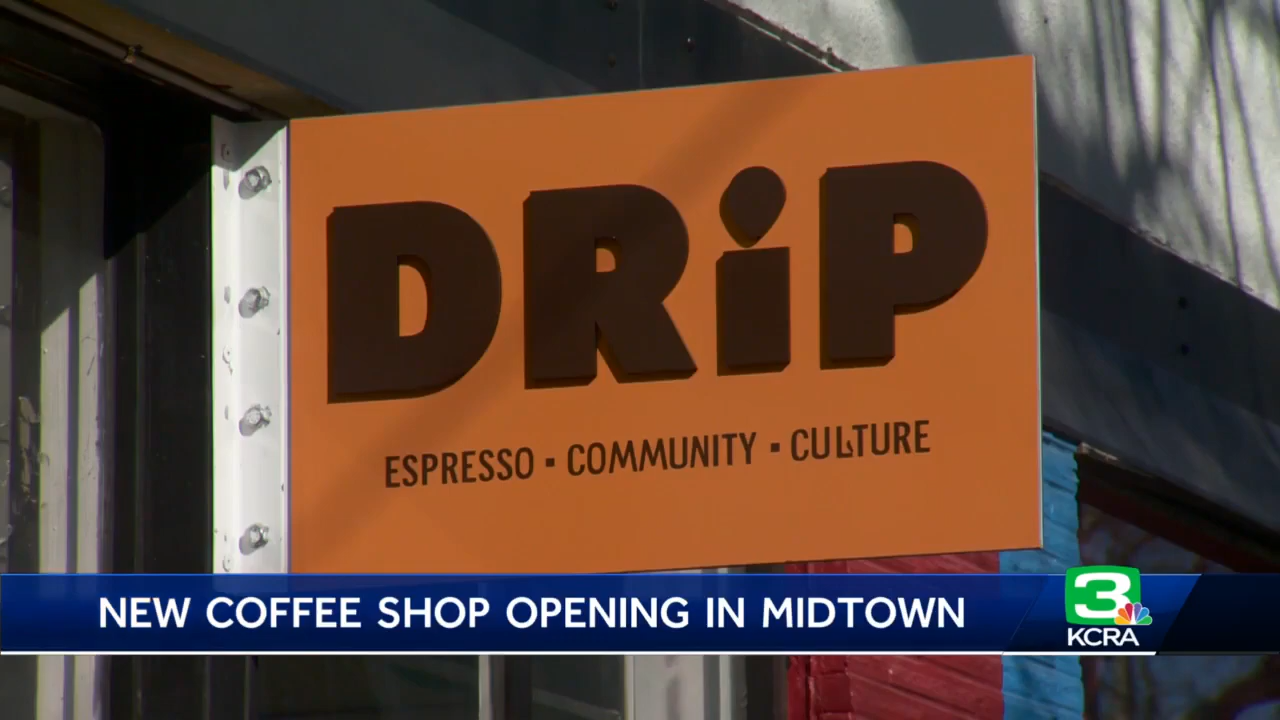 DRiP
ESPRESSO ▪ COMMUNITY ▪ CULTURE
NEW COFFEE SHOP OPENING IN MIDTOWN
3
KCRA